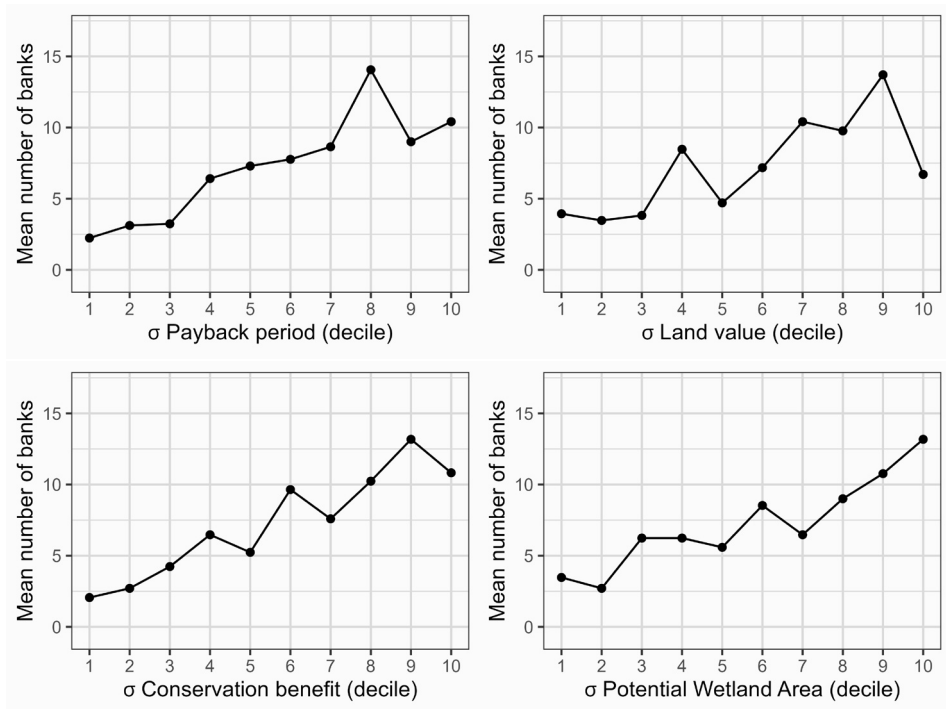 Mean number of banks
15
10
5
0
1 2 3 4 5 6 7 8 9 10
σ Payback period (decile)
Mean number of banks
15
10
5
0
1 2 3 4 5 6 7 8 9 10
σ Land value (decile)
Mean number of banks
15
10
5
0
1 2 3 4 5 6 7 8 9 10
σ Conservation benefit (decile)
Mean number of banks
15
10
5
0
1 2 3 4 5 6 7 8 9 10
σ Potential Wetland Area (decile)